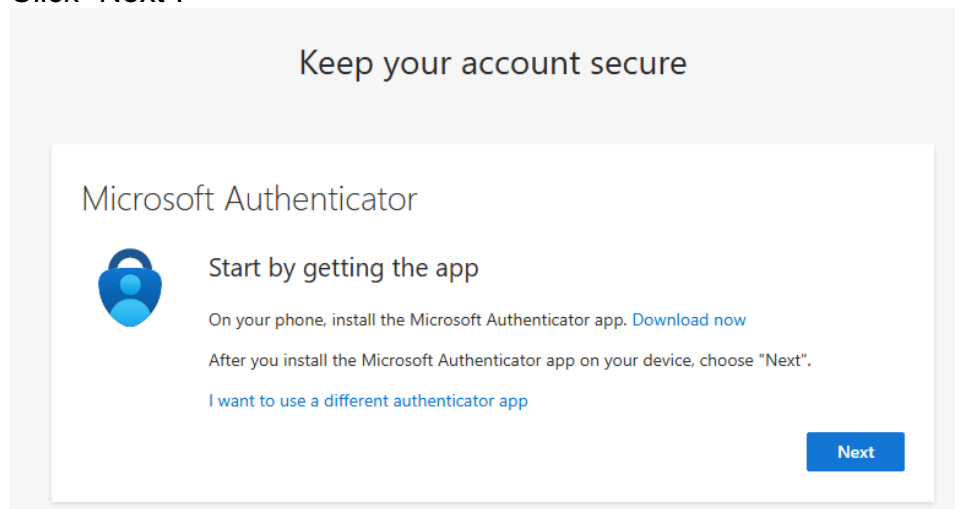 Click "Next".
Keep your account secure
Microsoft Authenticator
Start by getting the app
On your phone, install the Microsoft Authenticator app. Download now
After you install the Microsoft Authenticator app on your device, choose "Next".
I want to use a different authenticator app
Next